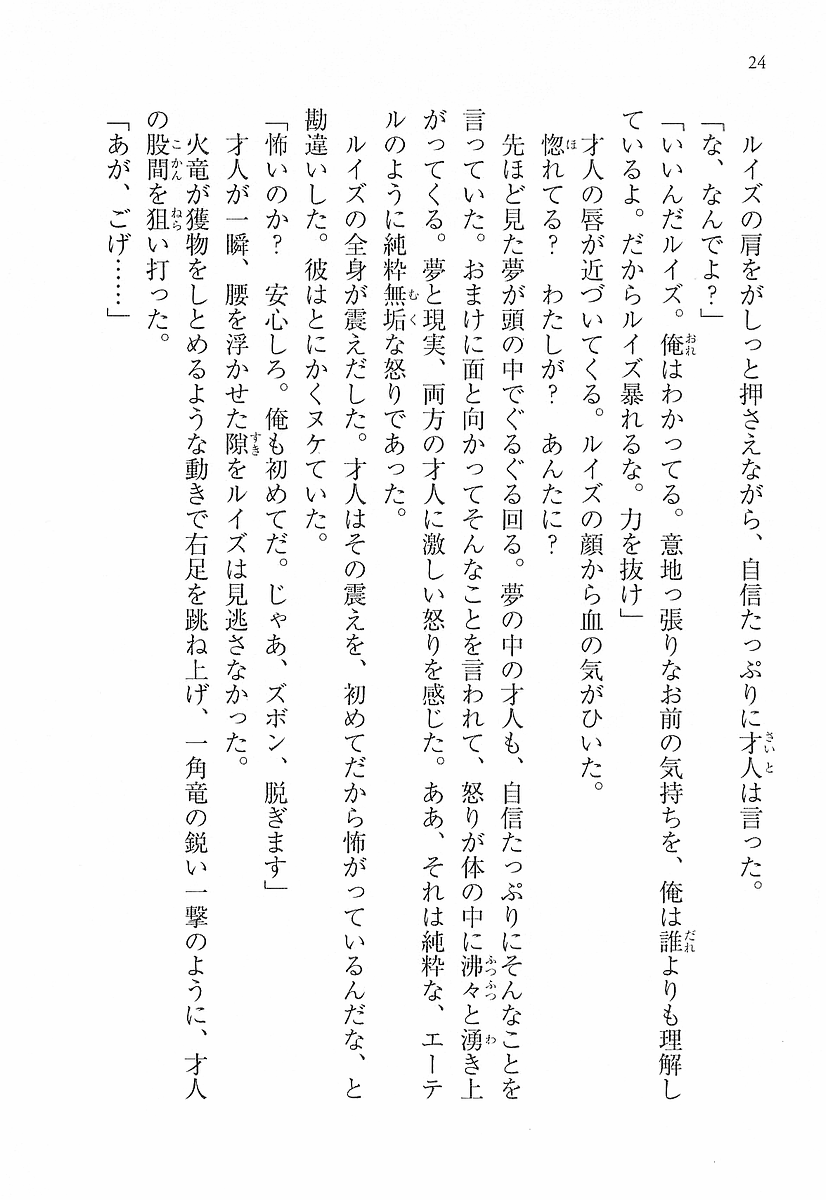 24
ルイズの肩をがしっと押さえながら、自信たっぷりに才人は言った。
「な、なんでよ？」
「いいんだルイズ。俺はわかってる。意地っ張りなお前の気持ちを、俺は誰よりも理解し
ているよ。だからルイズ暴れるな。力を抜け」
才人の唇が近づいてくる。ルイズの顔から血の気がひいた。
惚れてる？　わたしが？　あんたに？
先ほど見た夢が頭の中でぐるぐる回る。夢の中の才人も、自信たっぷりにそんなことを
言っていた。おまけに面と向かってそんなことを言われて、怒りが体の中に沸々と湧き上
がってくる。夢と現実、両方の才人に激しい怒りを感じた。ああ、それは純粋な、エーテ
ルのように純粋無垢な怒りであった。
ルイズの全身が震えだした。才人はその震えを、初めてだから怖がっているんだな、と
勘違いした。彼はとにかくヌケていた。
「怖いのか？　安心しろ。俺も初めてだ。じゃあ、ズボン、脱ぎます」
才人が一瞬、腰を浮かせた隙をルイズは見逃さなかった。
火竜が獲物をしとめるような動きで右足を跳ね上げ、一角竜の鋭い一撃のように、才人
の股間を狙い打った。
「あが、ごげ……」